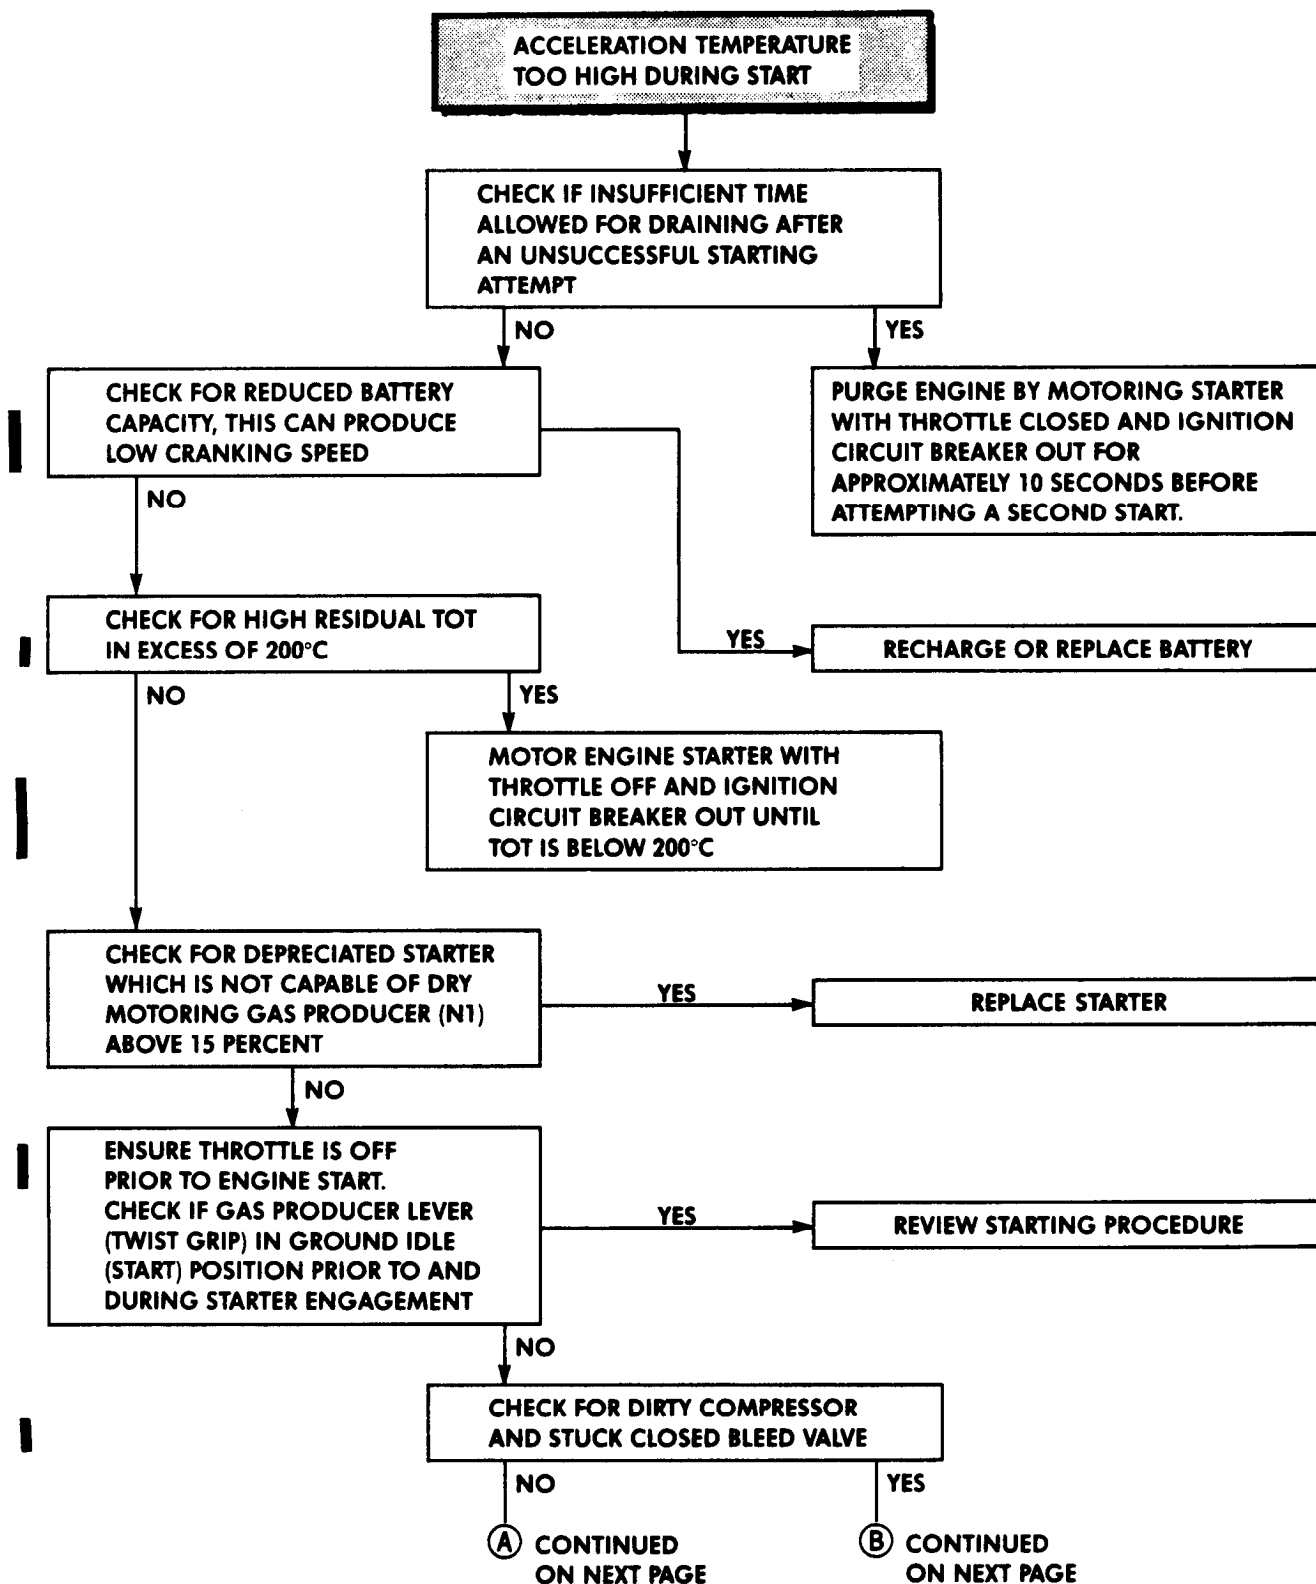 ACCELERATION TEMPERATURE
TOO HIGH DURING START
CHECK IF INSUFFICIENT TIME
ALLOWED FOR DRAINING AFTER
AN UNSUCCESSFUL STARTING
ATTEMPT
NO
YES
CHECK FOR REDUCED BATTERY
CAPACITY, THIS CAN PRODUCE
LOW CRANKING SPEED
PURGE ENGINE BY MOTORING STARTER
WITH THROTTLE CLOSED AND IGNITION
CIRCUIT BREAKER OUT FOR
APPROXIMATELY 10 SECONDS BEFORE
ATTEMPTING A SECOND START.
NO
CHECK FOR HIGH RESIDUAL TOT
IN EXCESS OF 200°C
YES
RECHARGE OR REPLACE BATTERY
NO
YES
MOTOR ENGINE STARTER WITH
THROTTLE OFF AND IGNITION
CIRCUIT BREAKER OUT UNTIL
TOT IS BELOW 200°C
CHECK FOR DEPRECIATED STARTER
WHICH IS NOT CAPABLE OF DRY
MOTORING GAS PRODUCER (N1)
ABOVE 15 PERCENT
YES
REPLACE STARTER
NO
ENSURE THROTTLE IS OFF
PRIOR TO ENGINE START.
CHECK IF GAS PRODUCER LEVER
(TWIST GRIP) IN GROUND IDLE
(START) POSITION PRIOR TO AND
DURING STARTER ENGAGEMENT
YES
REVIEW STARTING PROCEDURE
NO
CHECK FOR DIRTY COMPRESSOR
AND STUCK CLOSED BLEED VALVE
NO
YES
A CONTINUED
ON NEXT PAGE
B CONTINUED
ON NEXT PAGE